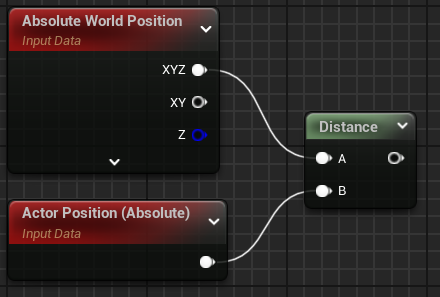 Absolute World Position
Input Data
XYZ
XY
Z
Distance
A
B
Actor Position (Absolute)
Input Data